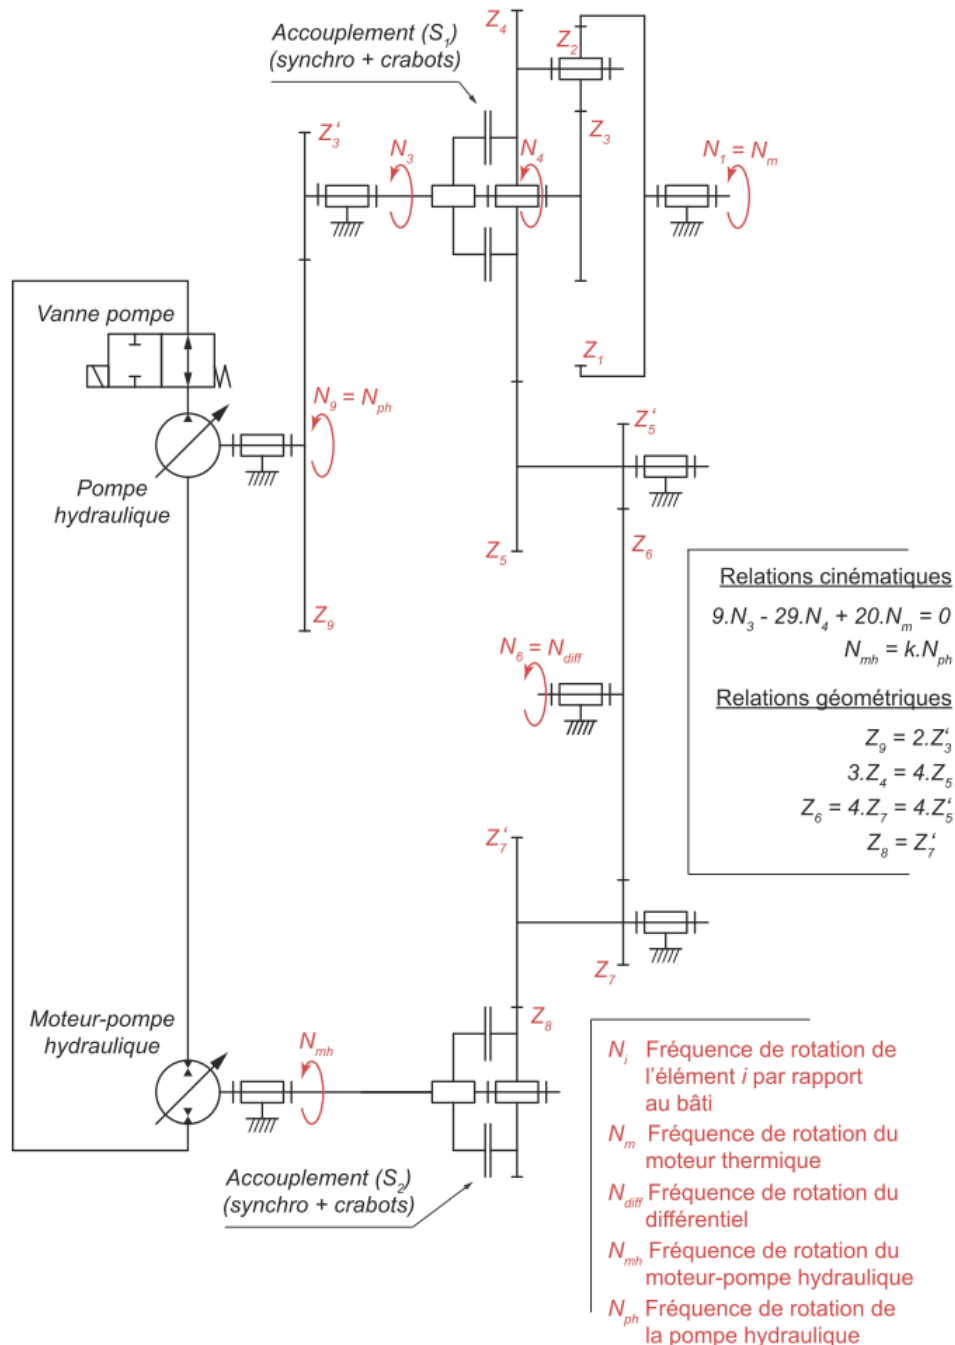 Accouplement (S₁)
(synchro + crabots)
Z₄
Z₂
Z₃
Z'₃
N₃
N₄
N₁ = Nₘ
Vanne pompe
Z₁
N₉ = Nₚₕ
Z'₅
Pompe
hydraulique
Z₅
Z₆
Z₉
N₆ = N_diff
Relations cinématiques
9.N₃ - 29.N₄ + 20.Nₘ = 0
Nₘₕ = k.Nₚₕ
Relations géométriques
Z₉ = 2.Z'₃
3.Z₄ = 4.Z₅
Z₆ = 4.Z₇ = 4.Z'₅
Z₈ = Z'₇
Z'₇
Z₇
Moteur-pompe
hydraulique
Nₘₕ
Z₈
Accouplement (S₂)
(synchro + crabots)
Nᵢ Fréquence de rotation de
l'élément i par rapport
au bâti
Nₘ Fréquence de rotation du
moteur thermique
N_diff Fréquence de rotation du
différentiel
Nₘₕ Fréquence de rotation du
moteur-pompe hydraulique
Nₚₕ Fréquence de rotation de
la pompe hydraulique